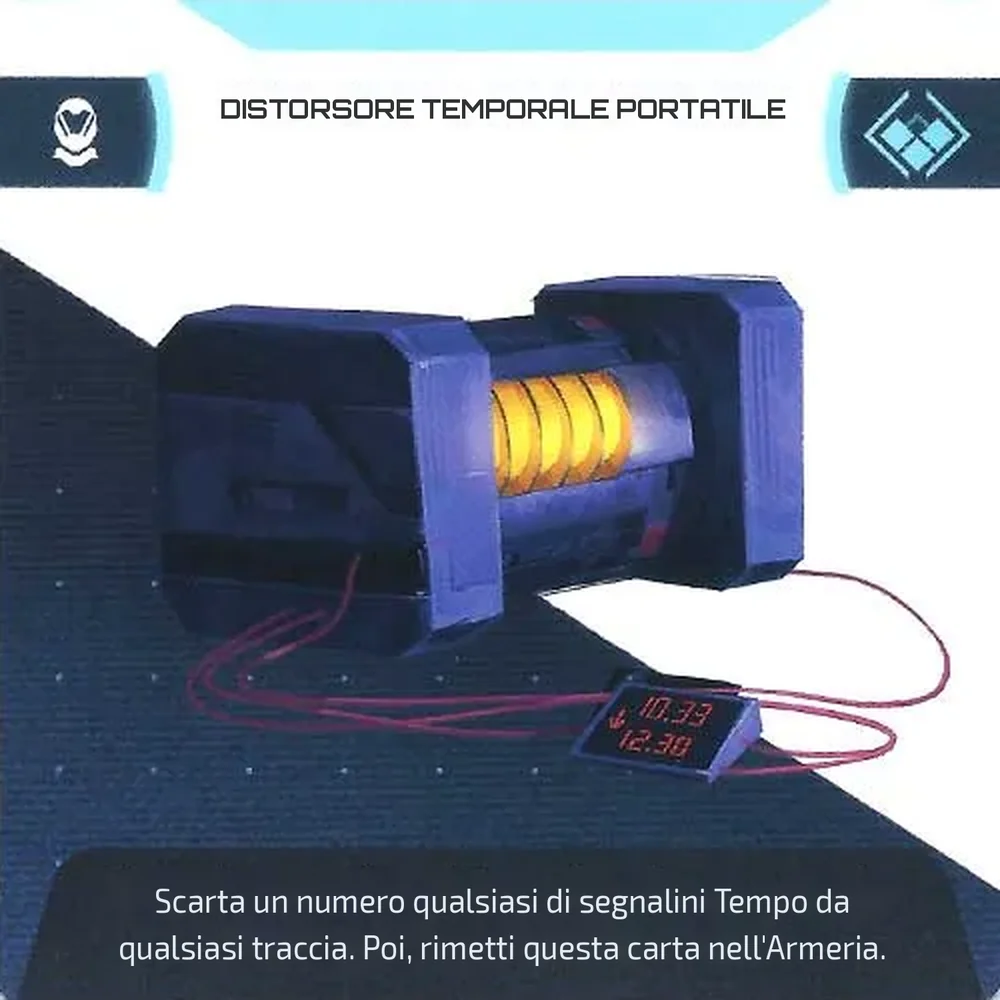 DISTORSORE TEMPORALE PORTATILE
10:33
12:30
Scarta un numero qualsiasi di segnalini Tempo da
qualsiasi traccia. Poi, rimetti questa carta nell'Armeria.